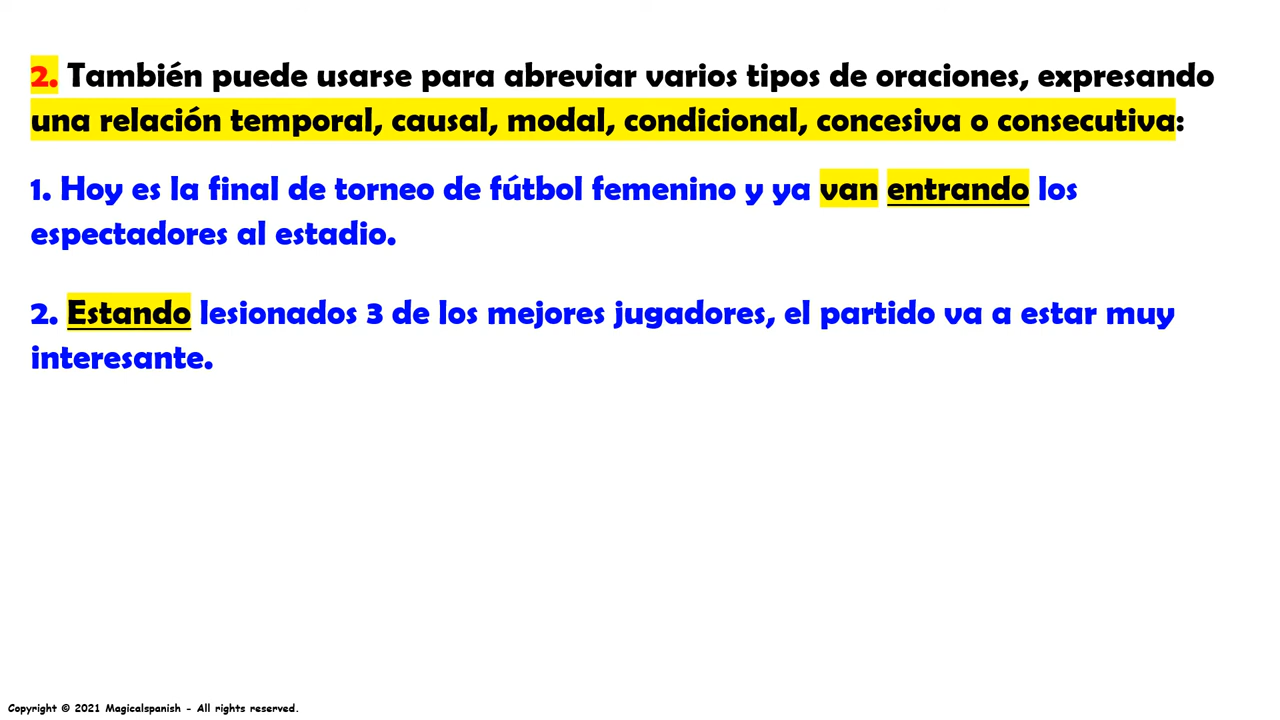 2. También puede usarse para abreviar varios tipos de oraciones, expresando
una relación temporal, causal, modal, condicional, concesiva o consecutiva:
1. Hoy es la final de torneo de fútbol femenino y ya van entrando los
espectadores al estadio.
2. Estando lesionados 3 de los mejores jugadores, el partido va a estar muy
interesante.
Copyright © 2021 Magicalspanish - All rights reserved.